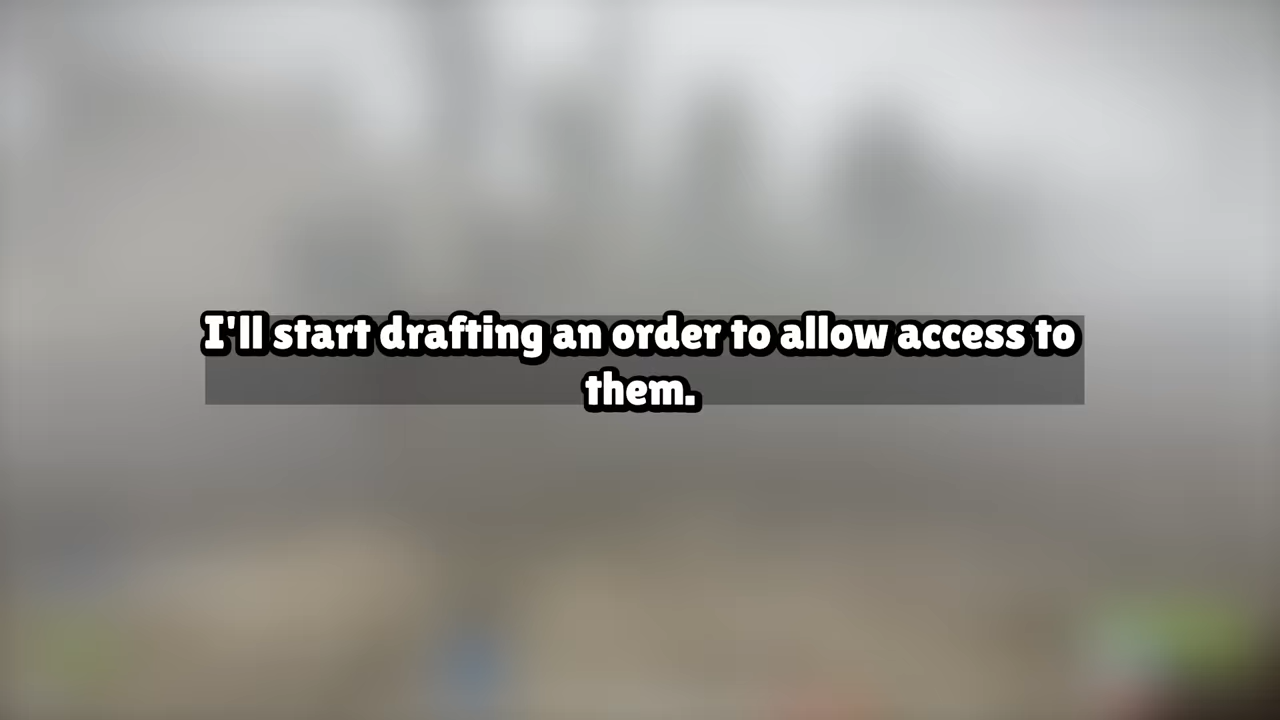 I'll start drafting an order to allow access to
them.